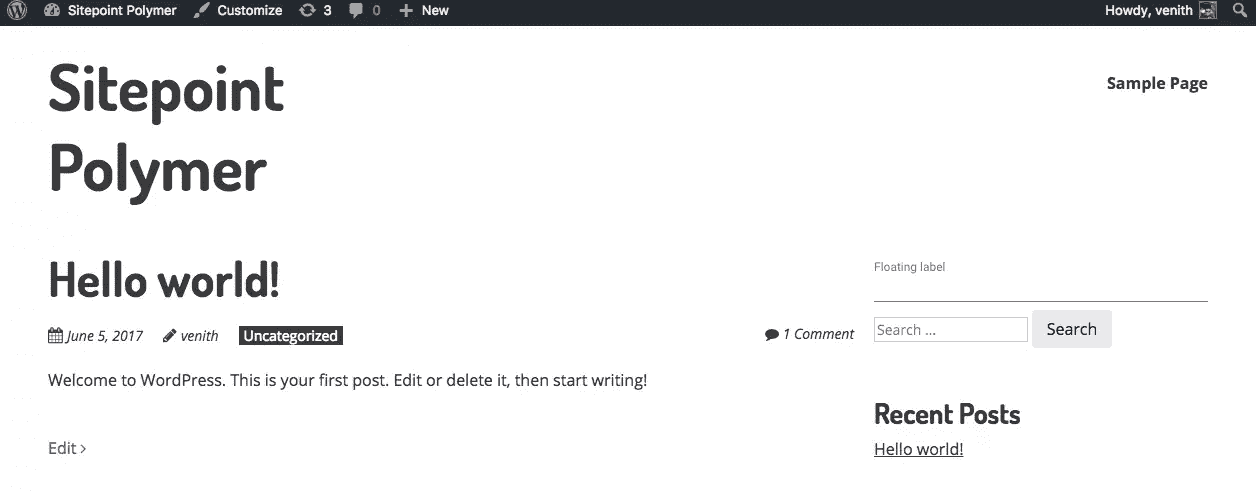 Sitepoint Polymer Customize 3 0 New Howdy, venith
Sitepoint
Polymer
Sample Page
Hello world!
June 5, 2017 venith Uncategorized 1 Comment
Welcome to WordPress. This is your first post. Edit or delete it, then start writing!
Edit >
Floating label
Search ... Search
Recent Posts
Hello world!